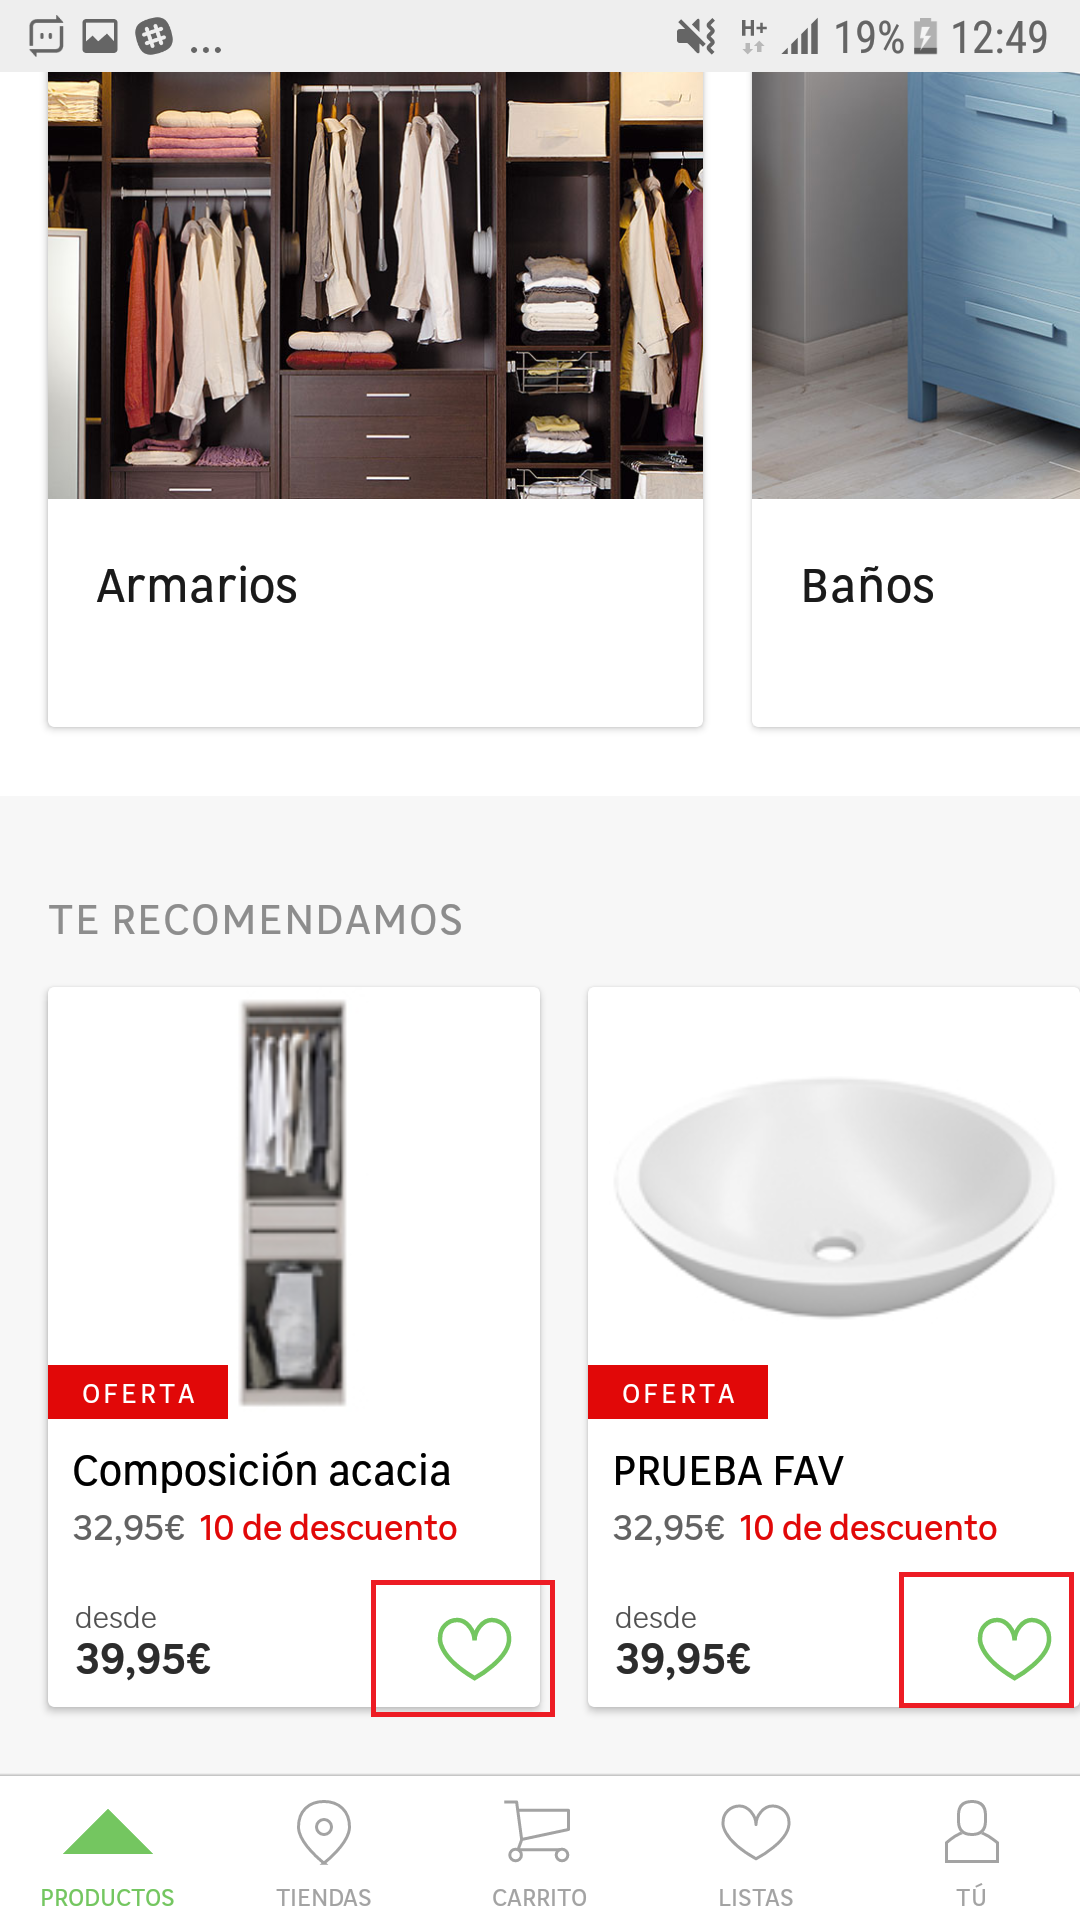 ... H+ 19% 12:49
Armarios
Baños
TE RECOMENDAMOS
OFERTA
Composición acacia
32,95€ 10 de descuento
desde
39,95€
OFERTA
PRUEBA FAV
32,95€ 10 de descuento
desde
39,95€
PRODUCTOS
TIENDAS
CARRITO
LISTAS
TÚ